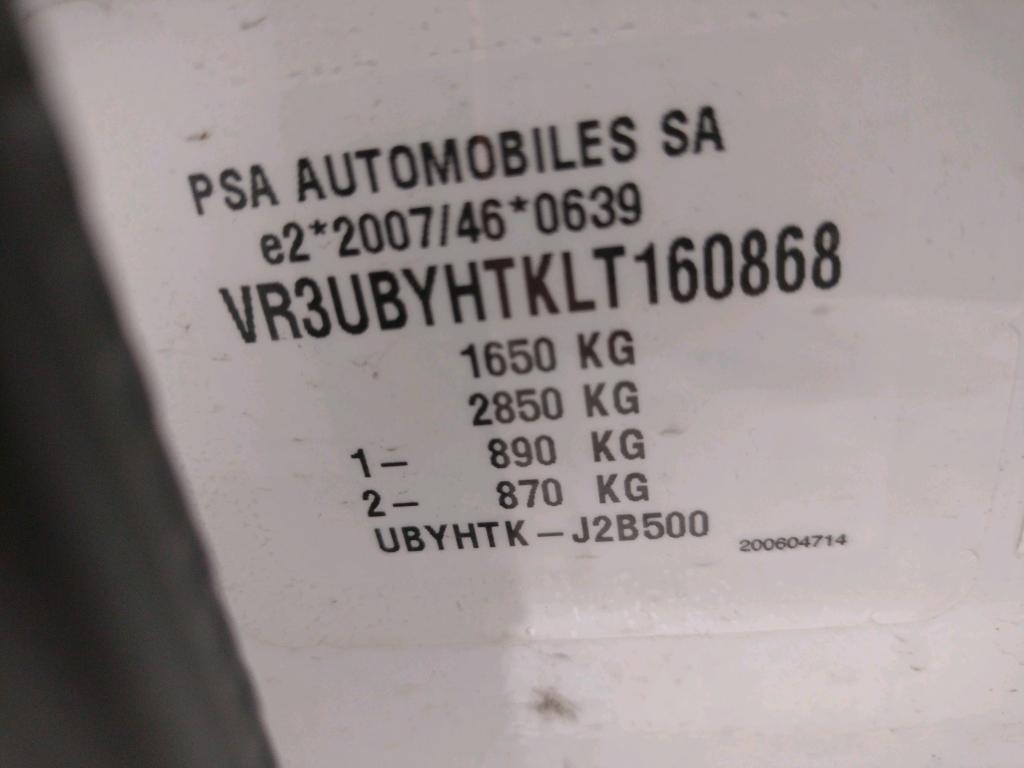 PSA AUTOMOBILES SA
e2*2007/46*0639
VR3UBYHTKLT160868
1650 KG
2850 KG
1- 890 KG
2- 870 KG
UBYHTK-J2B500 200604714